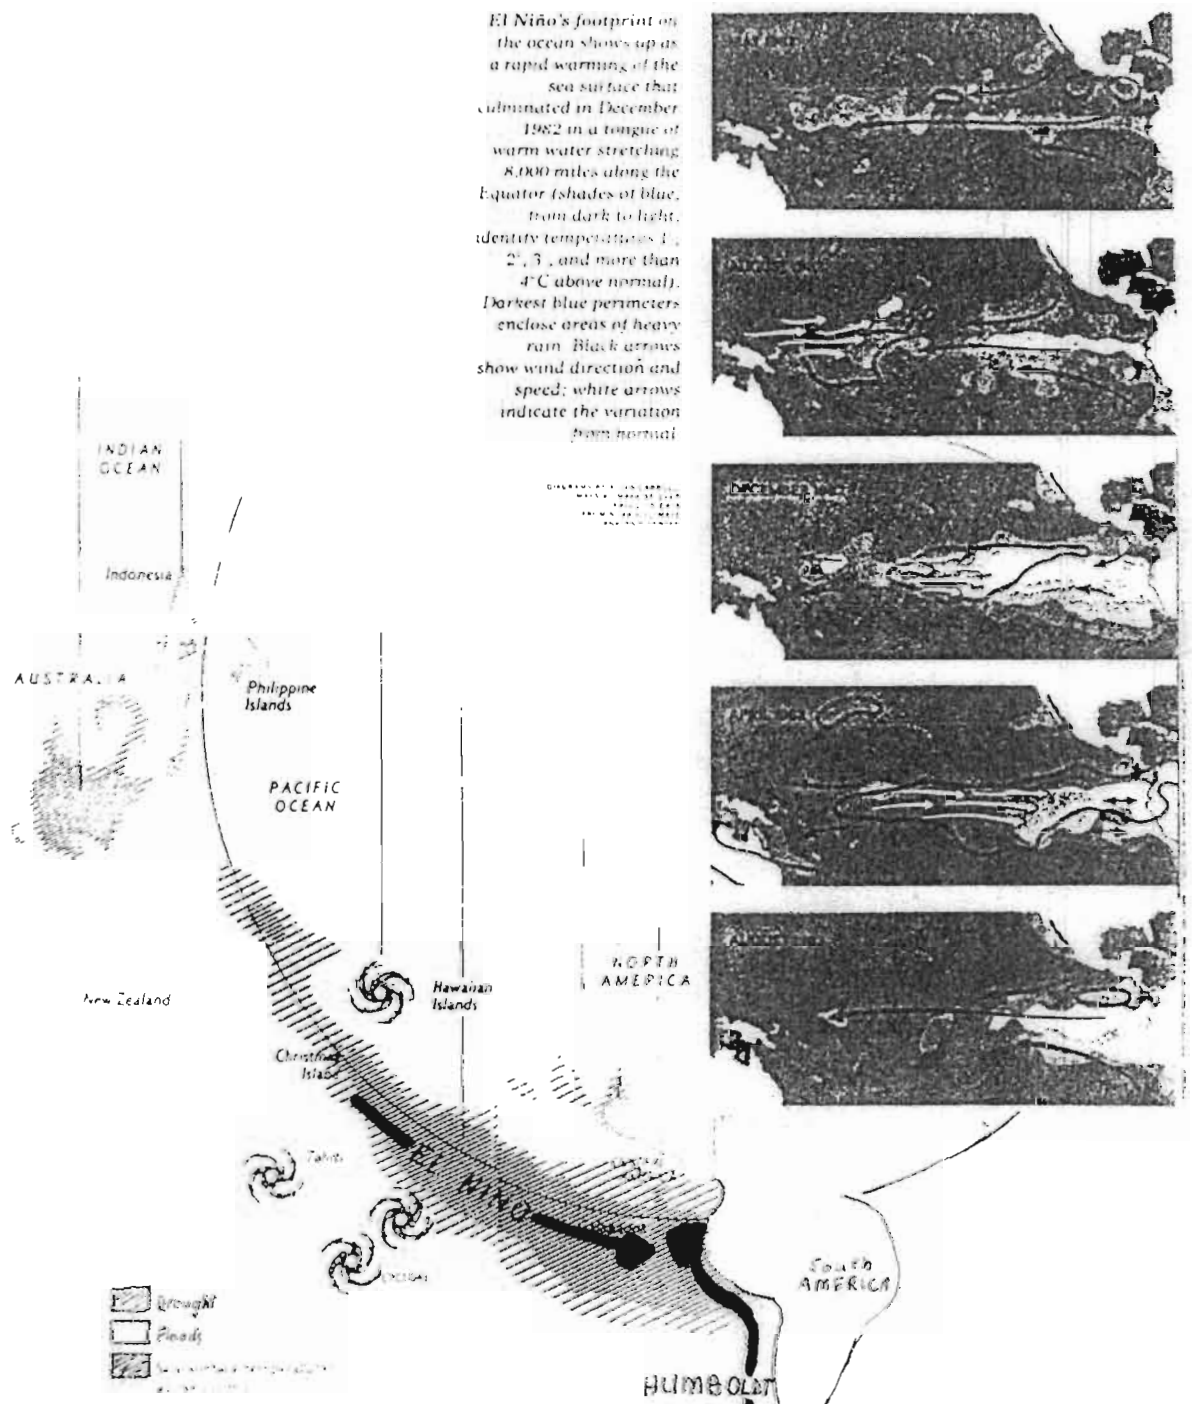 El Niño's footprint on
the ocean shows up as
a rapid warming of the
sea surface that
culminated in December
1982 in a tongue of
warm water stretching
8,000 miles along the
Equator (shades of blue,
from dark to light,
identify temperatures 1°,
2°, 3°, and more than
4°C above normal).
Darkest blue perimeters
enclose areas of heavy
rain. Black arrows
show wind direction and
speed; white arrows
indicate the variation
from normal.
INDIAN
OCEAN
Indonesia
AUSTRALIA
Philippine
Islands
PACIFIC
OCEAN
NORTH
AMERICA
New Zealand
Hawaiian
Islands
Christmas
Island
Tahiti
EL NIÑO
South
AMERICA
Drought
Floods
Sea surface temperature
HUMBOLDT